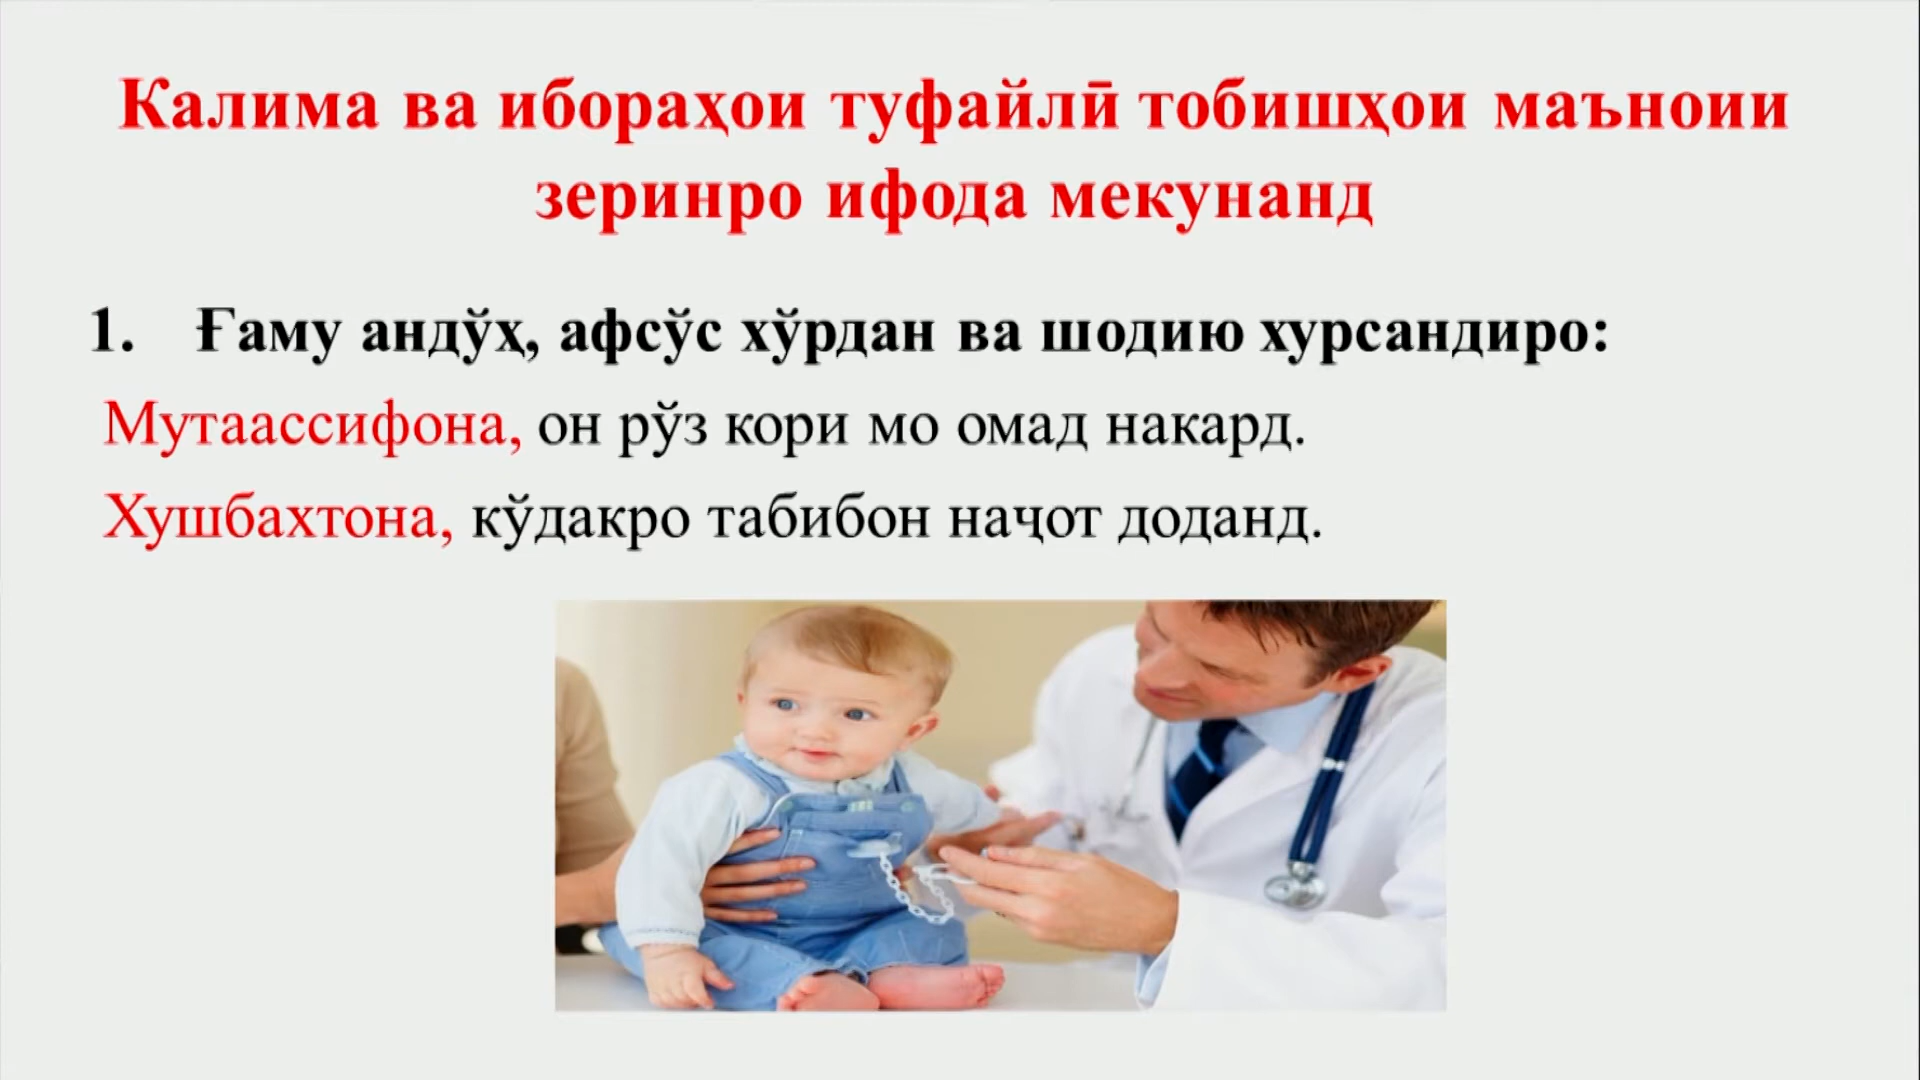 Калима ва ибораҳои туфайлӣ тобишҳои маъноии
зеринро ифода мекунанд
1. Ғаму андӯҳ, афсӯс хӯрдан ва шодию хурсандиро:
Мутаассифона, он рӯз кори мо омад накард.
Хушбахтона, кӯдакро табибон наҷот доданд.